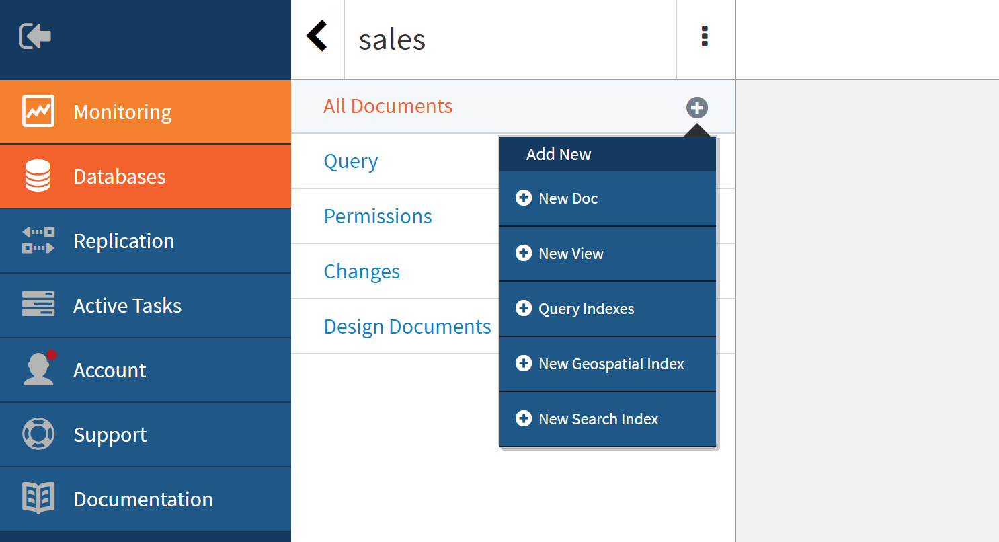 sales
Monitoring
Databases
Replication
Active Tasks
Account
Support
Documentation
All Documents
Query
Permissions
Changes
Design Documents
Add New
New Doc
New View
Query Indexes
New Geospatial Index
New Search Index